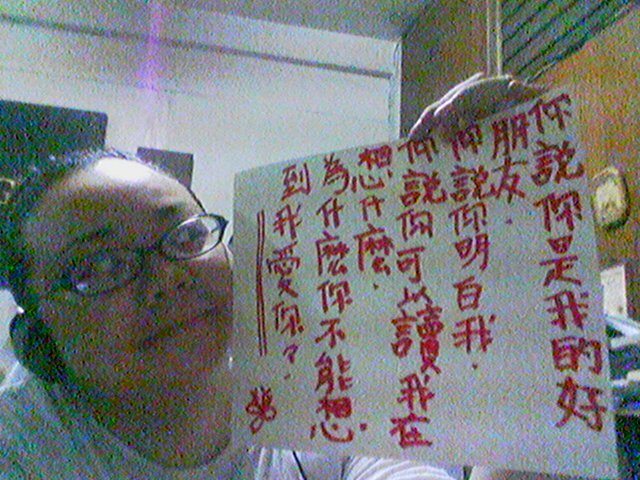 你說你是我的好
朋友.
你說你明白我.
你說你可以讀我在
想什麼.
為什麼你不能想
到我愛你?